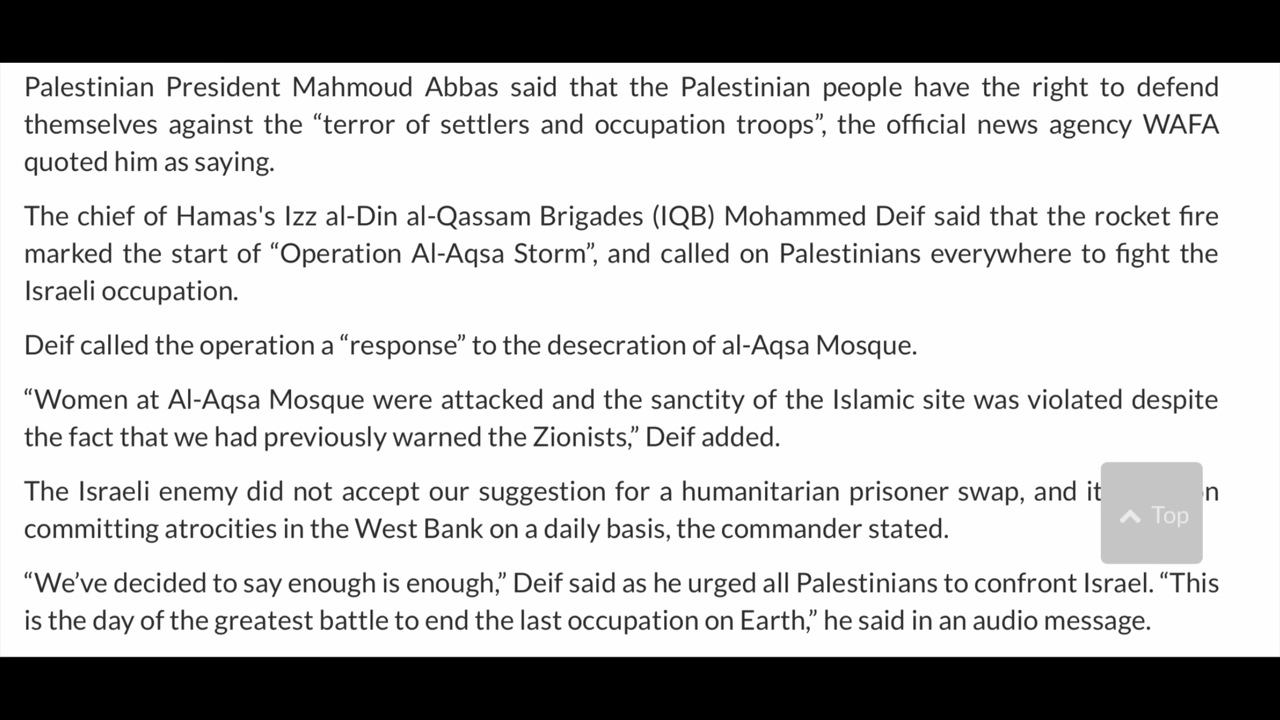 Palestinian President Mahmoud Abbas said that the Palestinian people have the right to defend
themselves against the “terror of settlers and occupation troops”, the official news agency WAFA
quoted him as saying.
The chief of Hamas's Izz al-Din al-Qassam Brigades (IQB) Mohammed Deif said that the rocket fire
marked the start of “Operation Al-Aqsa Storm”, and called on Palestinians everywhere to fight the
Israeli occupation.
Deif called the operation a “response” to the desecration of al-Aqsa Mosque.
“Women at Al-Aqsa Mosque were attacked and the sanctity of the Islamic site was violated despite
the fact that we had previously warned the Zionists,” Deif added.
The Israeli enemy did not accept our suggestion for a humanitarian prisoner swap, and it
Top
committing atrocities in the West Bank on a daily basis, the commander stated.
“We’ve decided to say enough is enough,” Deif said as he urged all Palestinians to confront Israel. “This
is the day of the greatest battle to end the last occupation on Earth,” he said in an audio message.